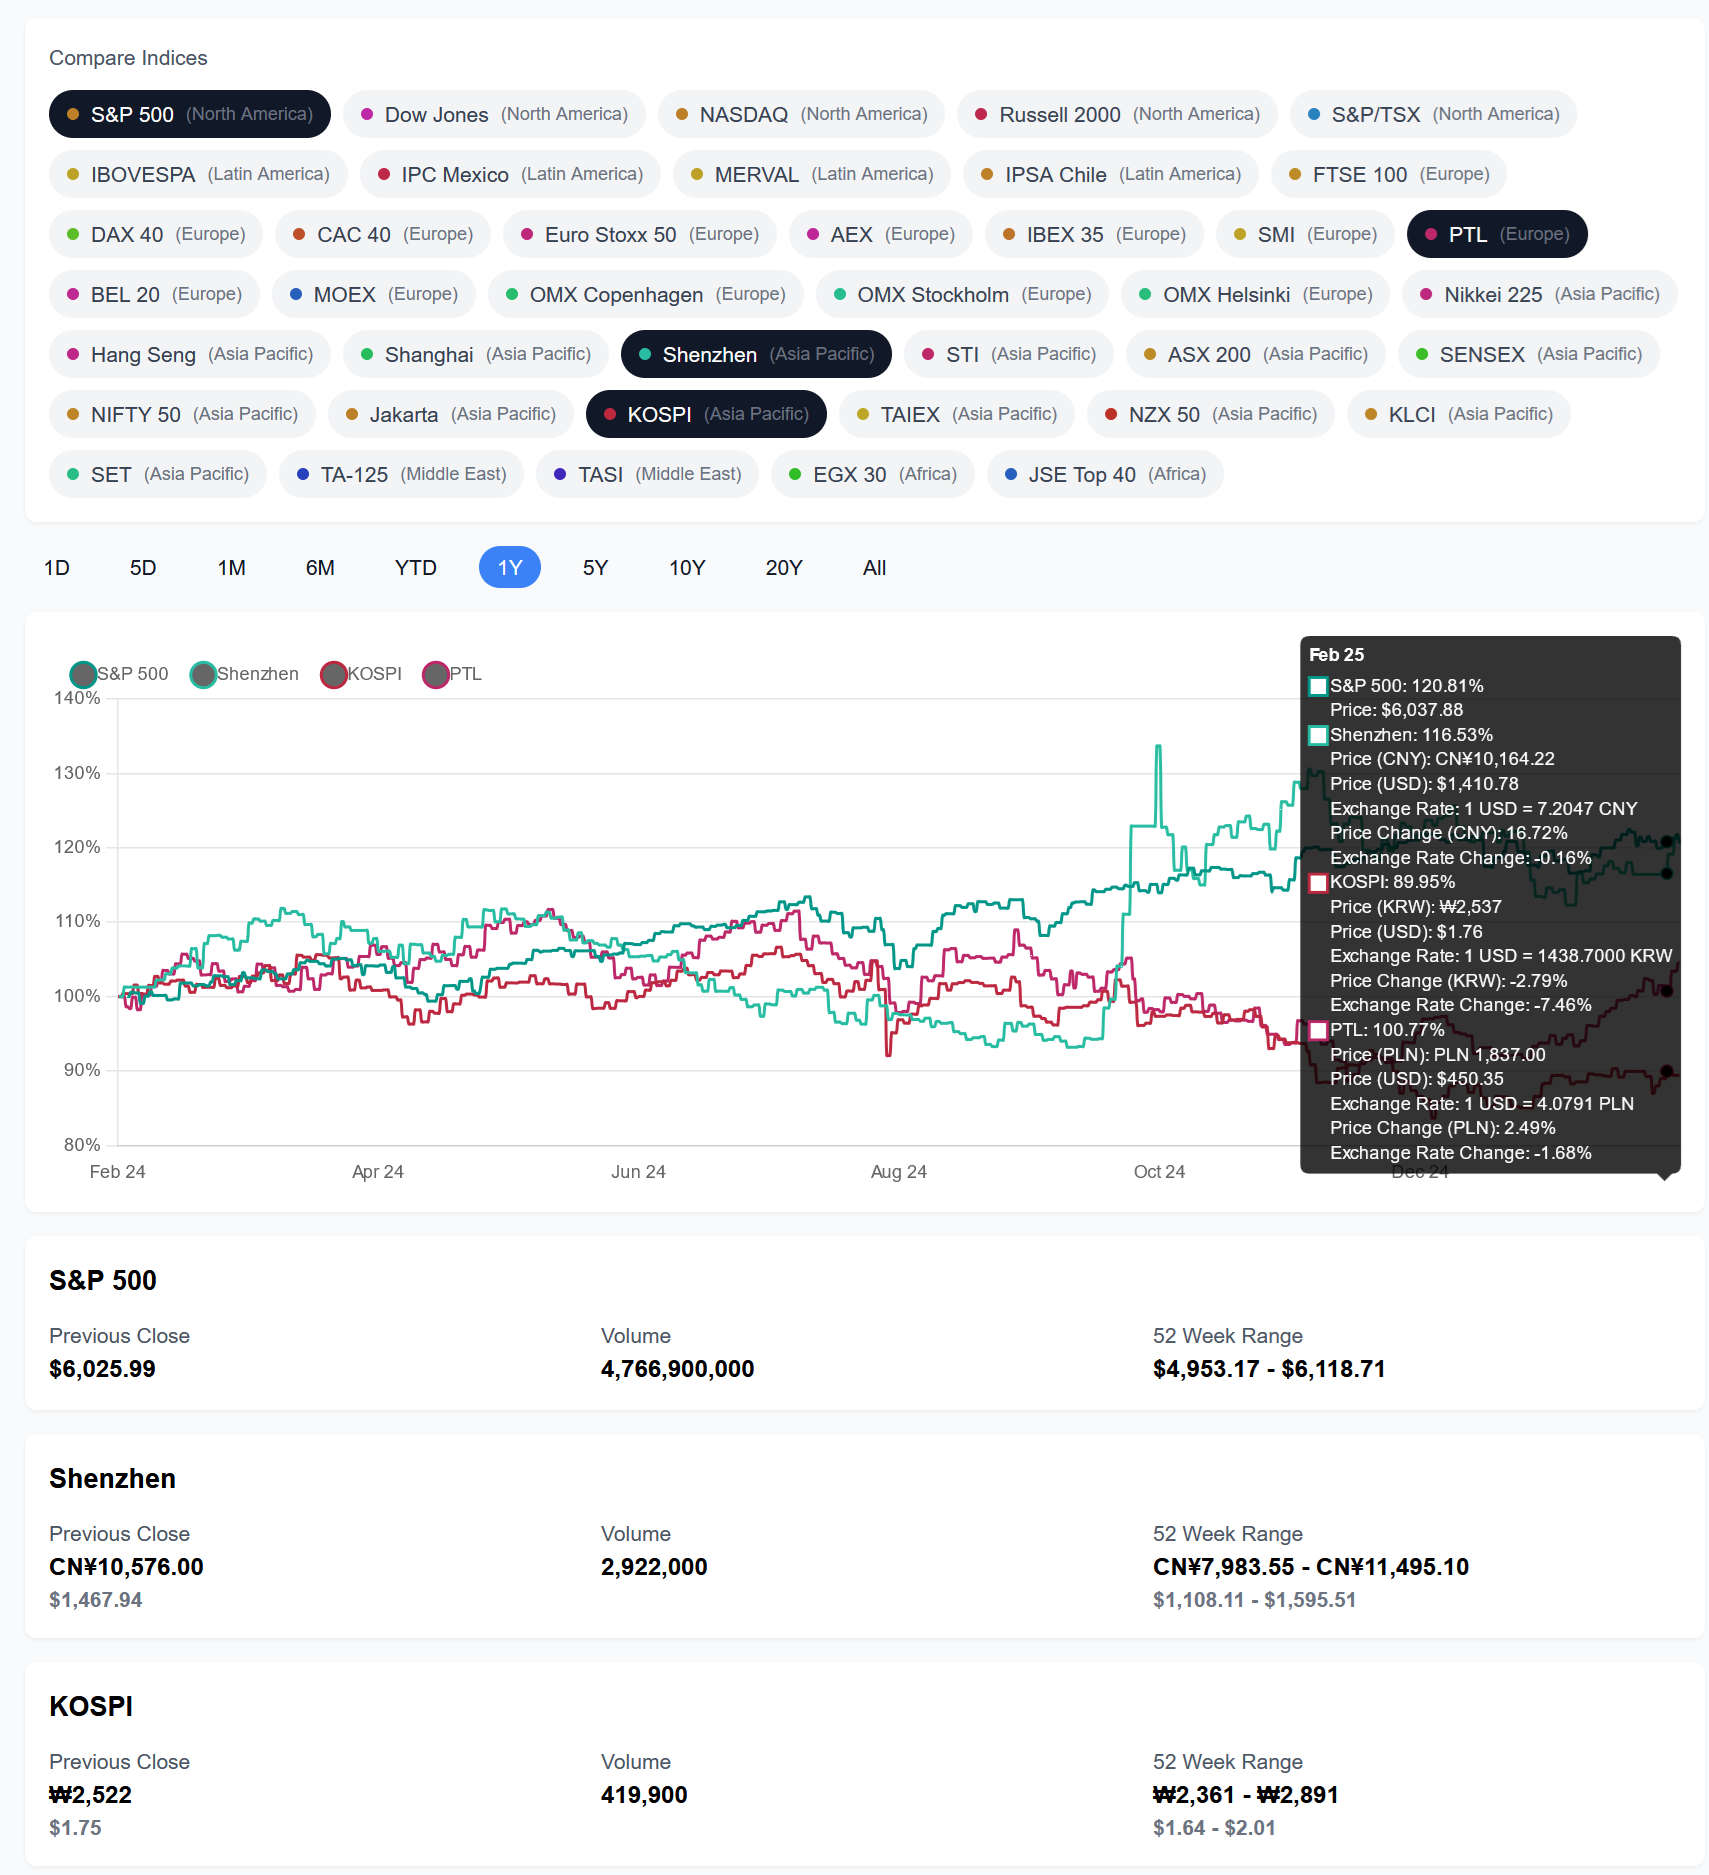 Compare Indices
S&P 500 (North America) Dow Jones (North America) NASDAQ (North America) Russell 2000 (North America) S&P/TSX (North America)
IBOVESPA (Latin America) IPC Mexico (Latin America) MERVAL (Latin America) IPSA Chile (Latin America) FTSE 100 (Europe)
DAX 40 (Europe) CAC 40 (Europe) Euro Stoxx 50 (Europe) AEX (Europe) IBEX 35 (Europe) SMI (Europe) PTL (Europe)
BEL 20 (Europe) MOEX (Europe) OMX Copenhagen (Europe) OMX Stockholm (Europe) OMX Helsinki (Europe) Nikkei 225 (Asia Pacific)
Hang Seng (Asia Pacific) Shanghai (Asia Pacific) Shenzhen (Asia Pacific) STI (Asia Pacific) ASX 200 (Asia Pacific) SENSEX (Asia Pacific)
NIFTY 50 (Asia Pacific) Jakarta (Asia Pacific) KOSPI (Asia Pacific) TAIEX (Asia Pacific) NZX 50 (Asia Pacific) KLCI (Asia Pacific)
SET (Asia Pacific) TA-125 (Middle East) TASI (Middle East) EGX 30 (Africa) JSE Top 40 (Africa)
1D 5D 1M 6M YTD 1Y 5Y 10Y 20Y All
S&P 500 Shenzhen KOSPI PTL
140%
130%
120%
110%
100%
90%
80%
Feb 24 Apr 24 Jun 24 Aug 24 Oct 24 Dec 24
Feb 25
S&P 500: 120.81%
Price: $6,037.88
Shenzhen: 116.53%
Price (CNY): CN¥10,164.22
Price (USD): $1,410.78
Exchange Rate: 1 USD = 7.2047 CNY
Price Change (CNY): 16.72%
Exchange Rate Change: -0.16%
KOSPI: 89.95%
Price (KRW): ₩2,537
Price (USD): $1.76
Exchange Rate: 1 USD = 1438.7000 KRW
Price Change (KRW): -2.79%
Exchange Rate Change: -7.46%
PTL: 100.77%
Price (PLN): PLN 1,837.00
Price (USD): $450.35
Exchange Rate: 1 USD = 4.0791 PLN
Price Change (PLN): 2.49%
Exchange Rate Change: -1.68%
S&P 500
Previous Close Volume 52 Week Range
$6,025.99 4,766,900,000 $4,953.17 - $6,118.71
Shenzhen
Previous Close Volume 52 Week Range
CN¥10,576.00 2,922,000 CN¥7,983.55 - CN¥11,495.10
$1,467.94 $1,108.11 - $1,595.51
KOSPI
Previous Close Volume 52 Week Range
₩2,522 419,900 ₩2,361 - ₩2,891
$1.75 $1.64 - $2.01